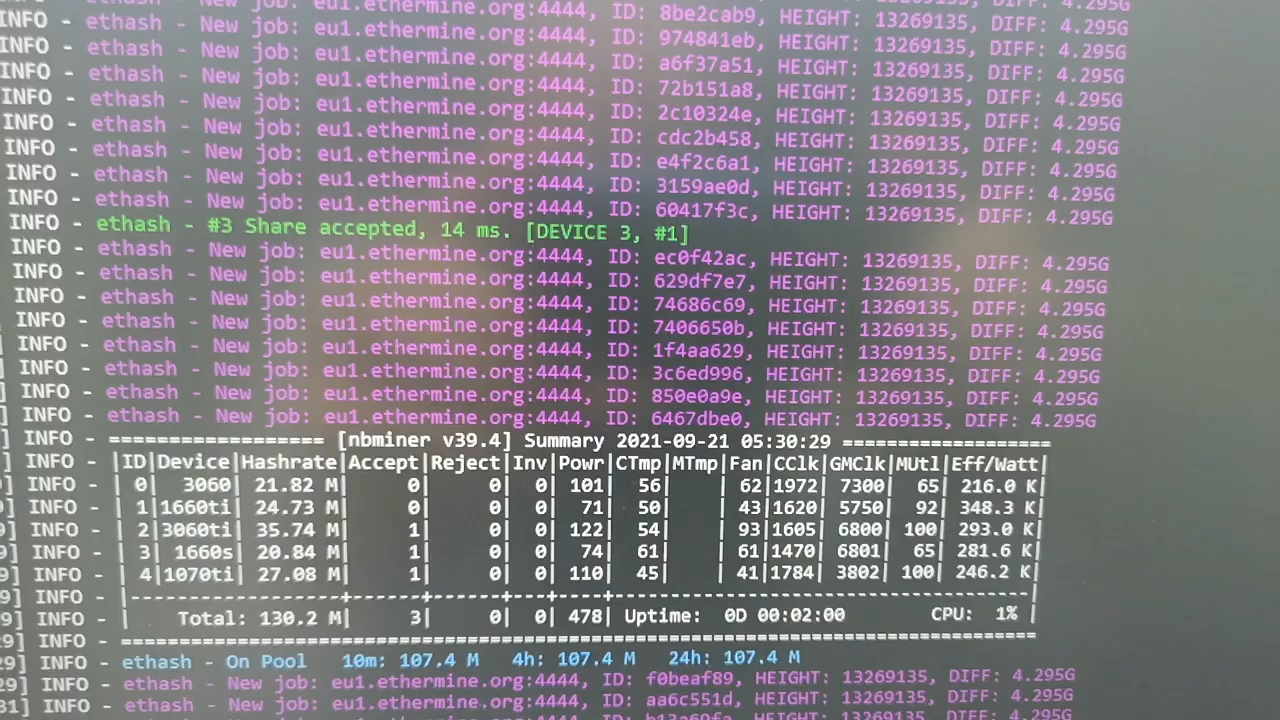 INFO - ethash - New job: eu1.ethermine.org:4444, ID: 8be2cab9, HEIGHT: 13269135, DIFF: 4.295G
INFO - ethash - New job: eu1.ethermine.org:4444, ID: 974841eb, HEIGHT: 13269135, DIFF: 4.295G
INFO - ethash - New job: eu1.ethermine.org:4444, ID: a6f37a51, HEIGHT: 13269135, DIFF: 4.295G
INFO - ethash - New job: eu1.ethermine.org:4444, ID: 72b151a8, HEIGHT: 13269135, DIFF: 4.295G
INFO - ethash - New job: eu1.ethermine.org:4444, ID: 2c10324e, HEIGHT: 13269135, DIFF: 4.295G
INFO - ethash - New job: eu1.ethermine.org:4444, ID: cdc2b458, HEIGHT: 13269135, DIFF: 4.295G
INFO - ethash - New job: eu1.ethermine.org:4444, ID: e4f2c6a1, HEIGHT: 13269135, DIFF: 4.295G
INFO - ethash - New job: eu1.ethermine.org:4444, ID: 3159ae0d, HEIGHT: 13269135, DIFF: 4.295G
INFO - ethash - New job: eu1.ethermine.org:4444, ID: 60417f3c, HEIGHT: 13269135, DIFF: 4.295G
INFO - ethash - #3 Share accepted, 14 ms. [DEVICE 3, #1]
INFO - ethash - New job: eu1.ethermine.org:4444, ID: ec0f42ac, HEIGHT: 13269135, DIFF: 4.295G
INFO - ethash - New job: eu1.ethermine.org:4444, ID: 629df7e7, HEIGHT: 13269135, DIFF: 4.295G
INFO - ethash - New job: eu1.ethermine.org:4444, ID: 74686c69, HEIGHT: 13269135, DIFF: 4.295G
INFO - ethash - New job: eu1.ethermine.org:4444, ID: 7406650b, HEIGHT: 13269135, DIFF: 4.295G
INFO - ethash - New job: eu1.ethermine.org:4444, ID: 1f4aa629, HEIGHT: 13269135, DIFF: 4.295G
INFO - ethash - New job: eu1.ethermine.org:4444, ID: 3c6ed996, HEIGHT: 13269135, DIFF: 4.295G
] INFO - ethash - New job: eu1.ethermine.org:4444, ID: 850e0a9e, HEIGHT: 13269135, DIFF: 4.295G
] INFO - ethash - New job: eu1.ethermine.org:4444, ID: 6467dbe0, HEIGHT: 13269135, DIFF: 4.295G
] INFO - =================== [nbminer v39.4] Summary 2021-09-21 05:30:29 ===================
] INFO - |ID|Device|Hashrate|Accept|Reject|Inv|Powr|CTmp|MTmp|Fan|CClk|GMClk|MUtl|Eff/Watt|
] INFO - | 0| 3060| 21.82 M| 0| 0| 0| 101| 56| | 62|1972| 7300| 65| 216.0 K|
] INFO - | 1|1660ti| 24.73 M| 0| 0| 0| 71| 50| | 43|1620| 5750| 92| 348.3 K|
9] INFO - | 2|3060ti| 35.74 M| 1| 0| 0| 122| 54| | 93|1605| 6800| 100| 293.0 K|
9] INFO - | 3| 1660s| 20.84 M| 1| 0| 0| 74| 61| | 61|1470| 6801| 65| 281.6 K|
9] INFO - | 4|1070ti| 27.08 M| 1| 0| 0| 110| 45| | 41|1784| 3802| 100| 246.2 K|
9] INFO - |------------------+------+------+---+----+----------------------------------------|
29] INFO - | Total: 130.2 M| 3| 0| 0| 478| Uptime: 0D 00:02:00 CPU: 1% |
29] INFO - ====================================================================================
29] INFO - ethash - On Pool 10m: 107.4 M 4h: 107.4 M 24h: 107.4 M
29] INFO - ethash - New job: eu1.ethermine.org:4444, ID: f0beaf89, HEIGHT: 13269135, DIFF: 4.295G
31] INFO - ethash - New job: eu1.ethermine.org:4444, ID: aa6c551d, HEIGHT: 13269135, DIFF: 4.295G